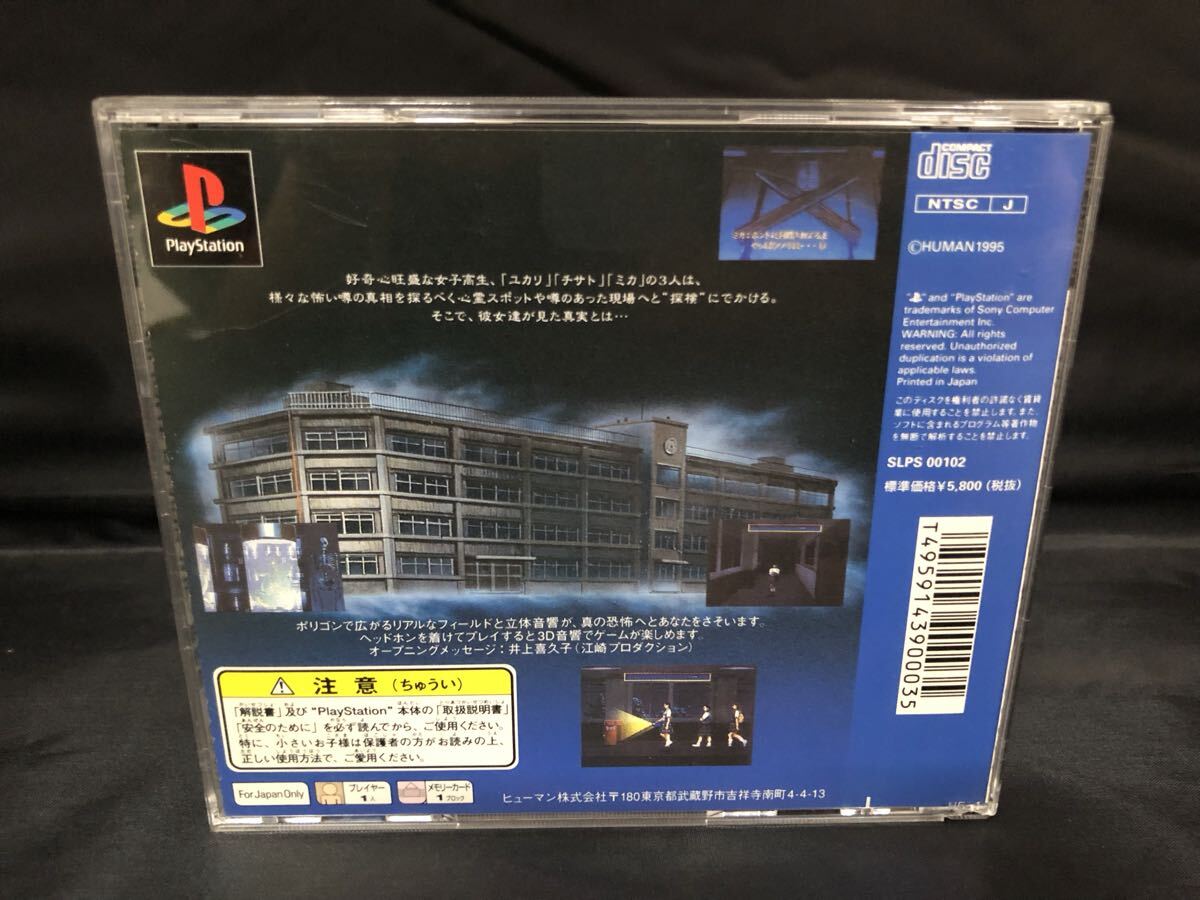 PlayStation
好奇心旺盛な女子高生、「ユカリ」「チサト」「ミカ」の3人は、
様々な怖い噂の真相を探るべく心霊スポットや噂のあった現場へと“探検”にでかける。
そこで、彼女達が見た真実とは…
ポリゴンで広がるリアルなフィールドと立体音響が、真の恐怖へとあなたをさそいます。
ヘッドホンを着けてプレイすると3D音響でゲームが楽しめます。
オープニングメッセージ：井上喜久子（江崎プロダクション）
注意（ちゅうい）
「解説書」及び“PlayStation”本体の「取扱説明書」
「安全のために」を必ず読んでから、ご使用ください。
特に、小さいお子様は保護者の方がお読みの上、
正しい使用方法で、ご愛用ください。
For Japan Only
プレイヤー
1人
メモリーカード
1ブロック
ヒューマン株式会社〒180東京都武蔵野市吉祥寺南町4-4-13
COMPACT
disc
NTSC J
©HUMAN 1995
" " and "PlayStation" are
trademarks of Sony Computer
Entertainment Inc.
WARNING: All rights
reserved. Unauthorized
duplication is a violation of
applicable laws.
Printed in Japan
このディスクを権利者の許諾なく賃貸
業に使用することを禁止します。また、
ソフトに含まれるプログラム等著作物
を無断で解析することを禁止します。
SLPS 00102
標準価格¥5,800（税抜）
T4959143900035